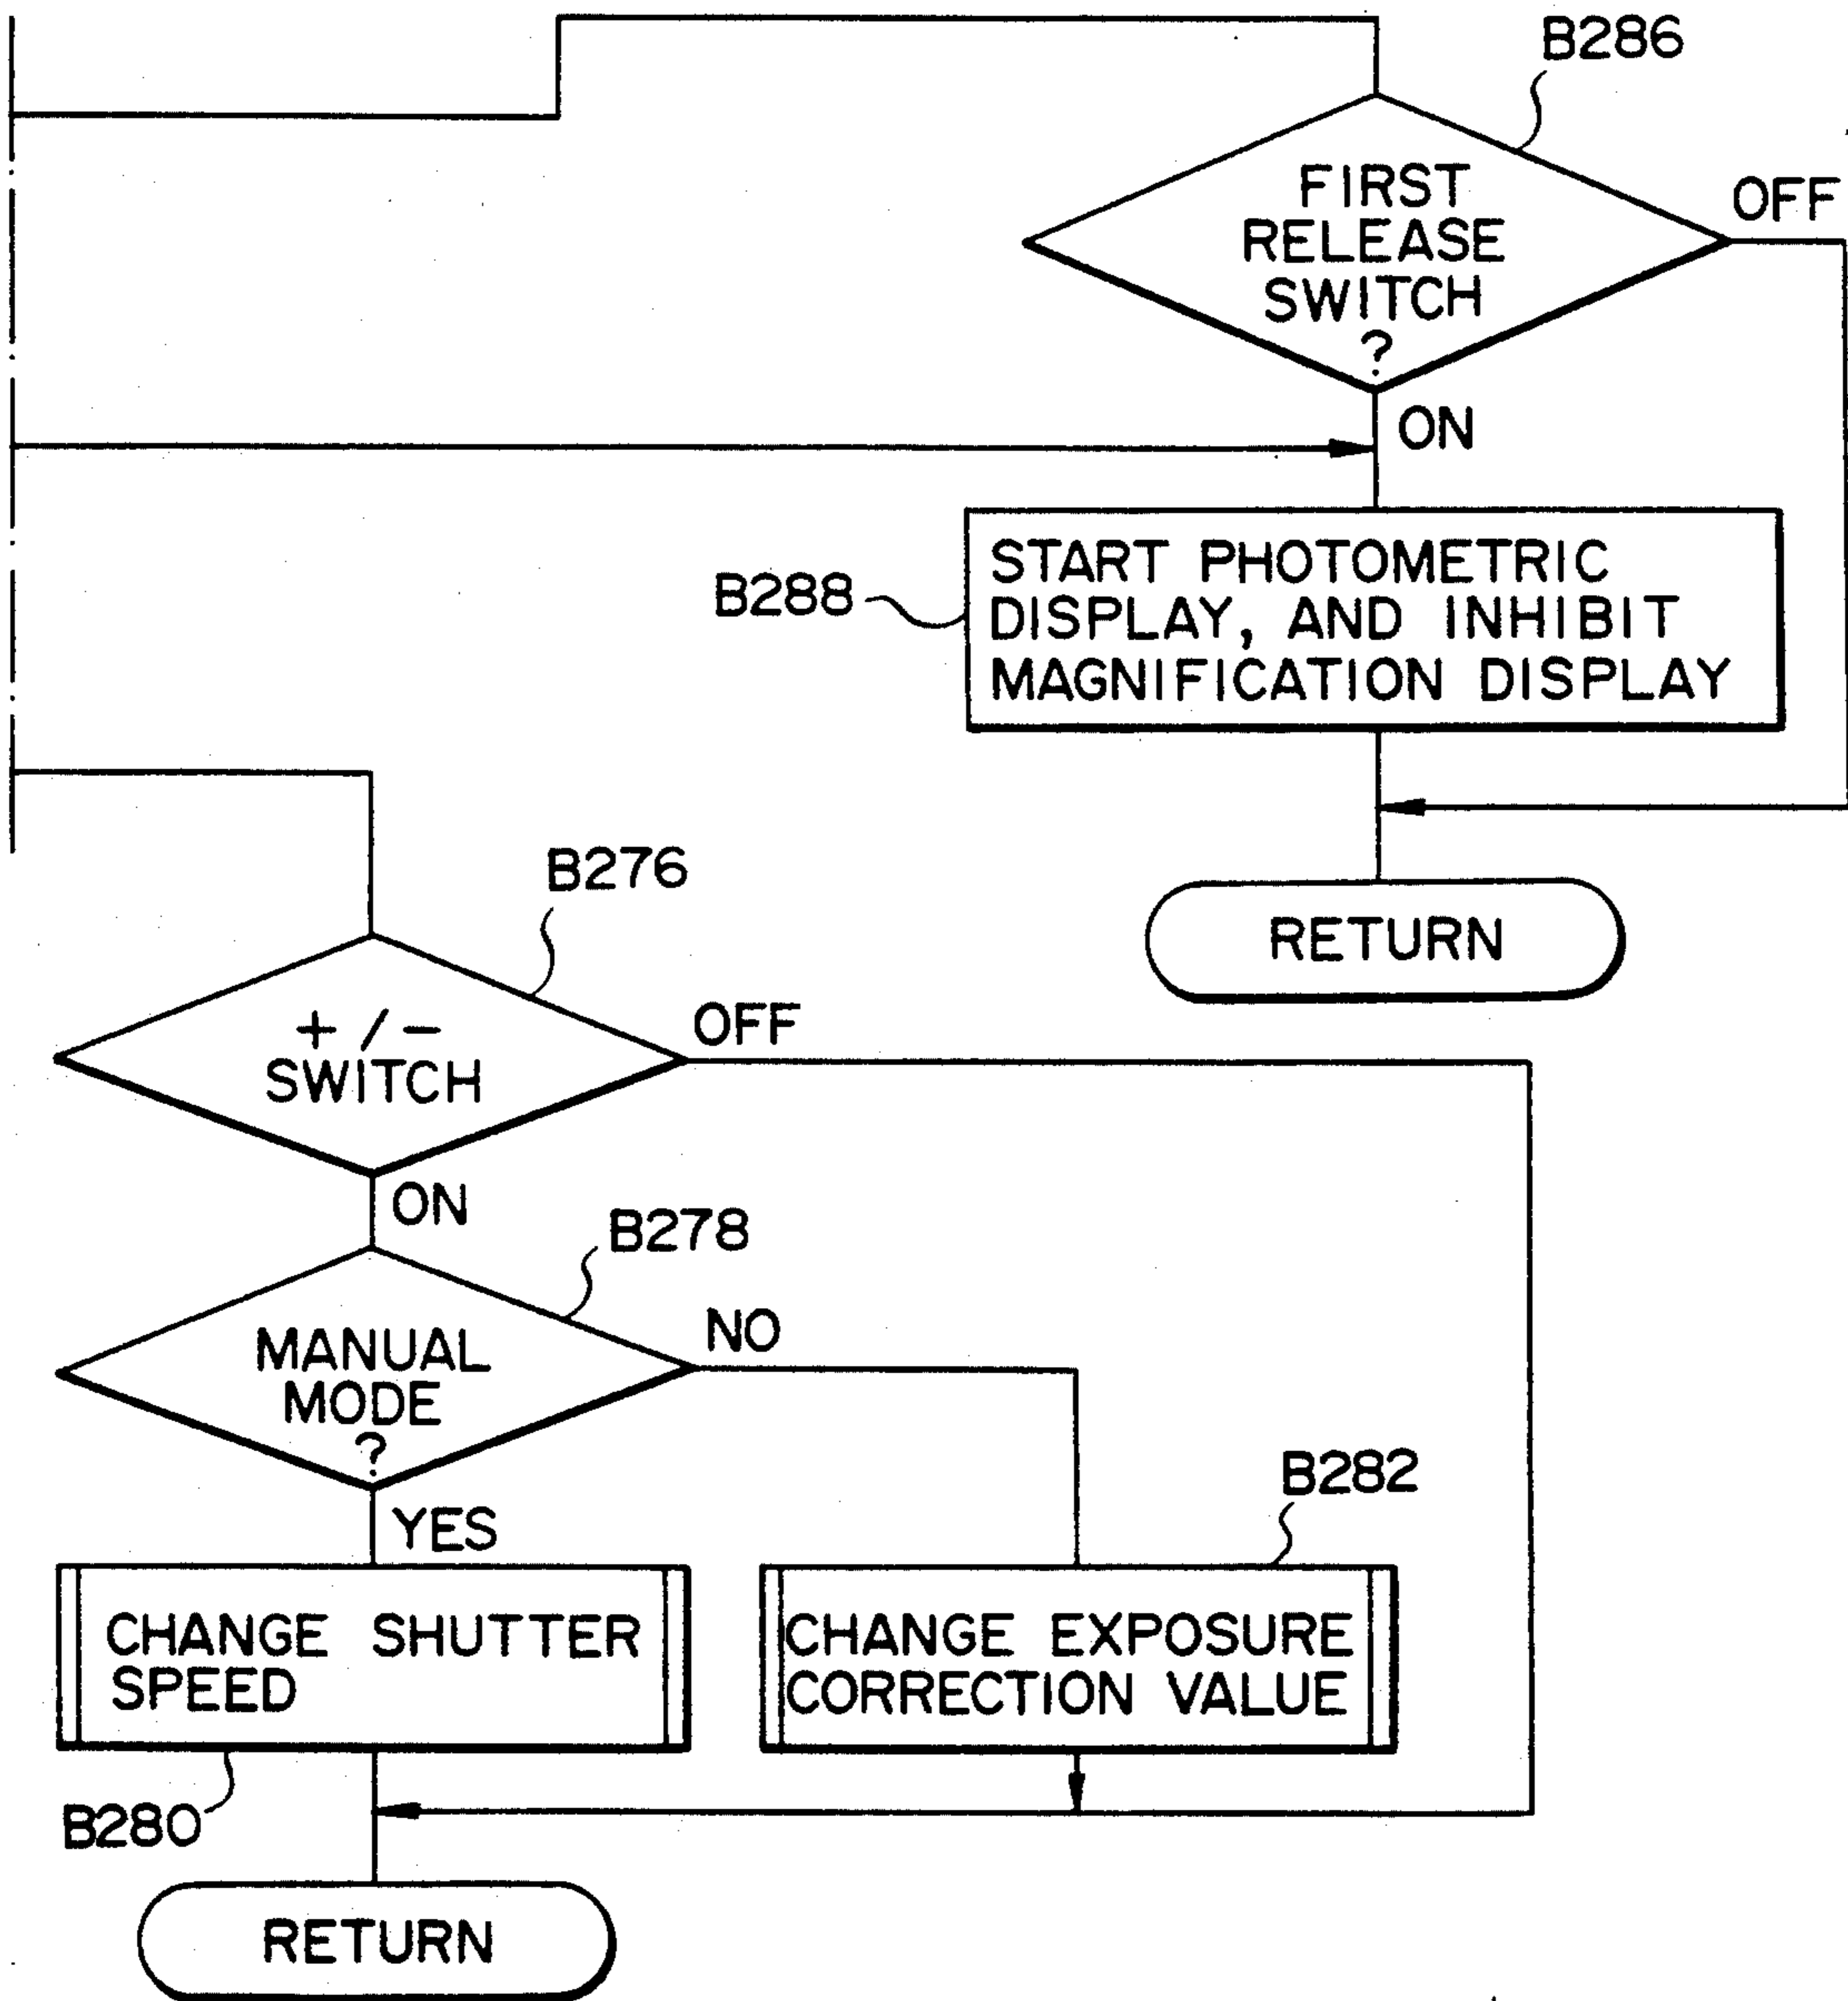 B286
FIRST
RELEASE
SWITCH
?
OFF
ON
B288
START PHOTOMETRIC
DISPLAY, AND INHIBIT
MAGNIFICATION DISPLAY
RETURN
B276
+/-
SWITCH
OFF
ON
B278
MANUAL
MODE
?
NO
YES
B282
CHANGE SHUTTER
SPEED
CHANGE EXPOSURE
CORRECTION VALUE
B280
RETURN